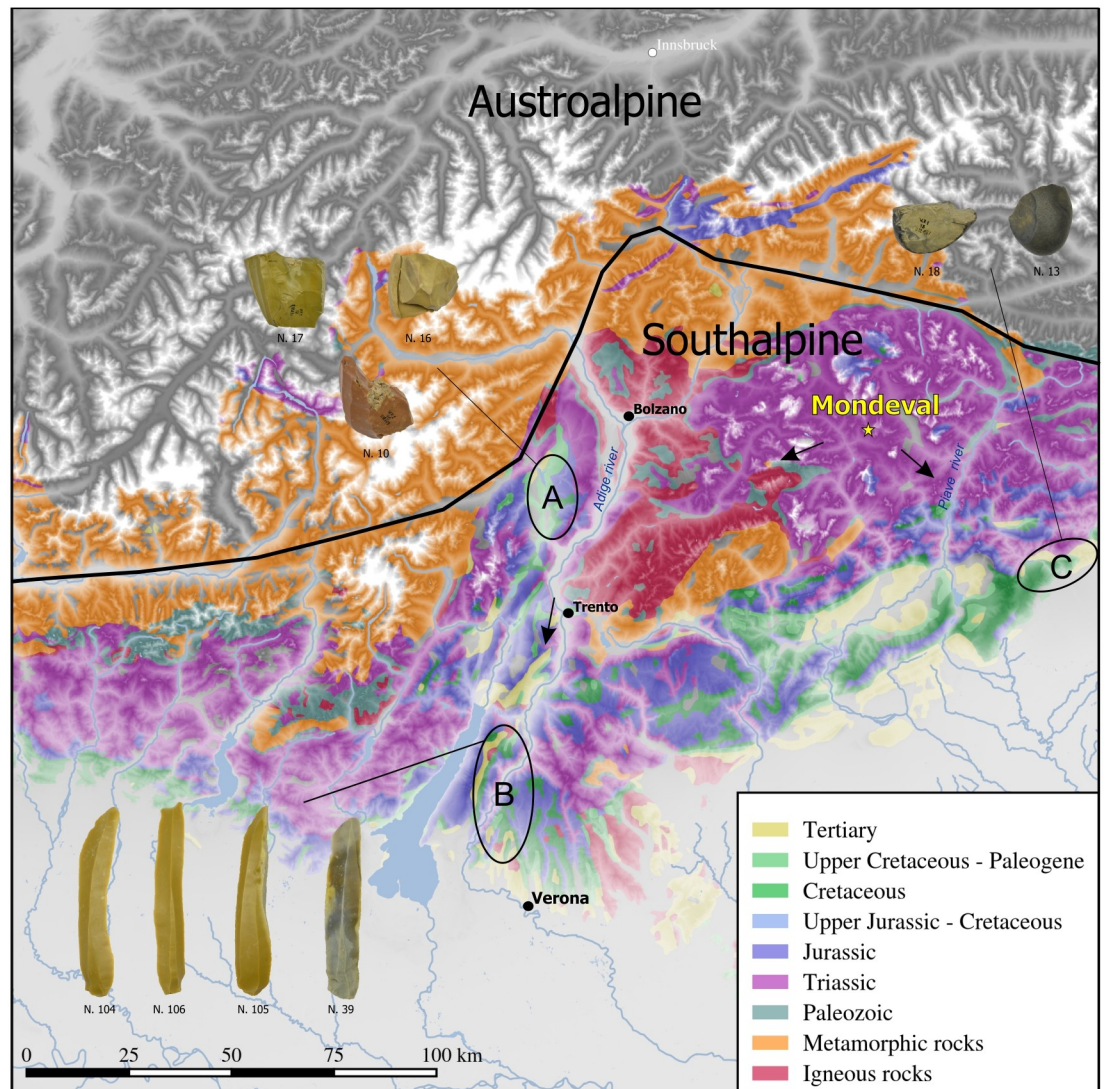 Innsbruck
Austroalpine
N. 18
N. 13
Southalpine
N. 17
N. 16
Mondeval
Bolzano
N. 10
Adige river
Piave river
A
C
Trento
B
Verona
Tertiary
Upper Cretaceous - Paleogene
Cretaceous
Upper Jurassic - Cretaceous
Jurassic
Triassic
Paleozoic
Metamorphic rocks
Igneous rocks
N. 104
N. 106
N. 105
N. 39
0 25 50 75 100 km